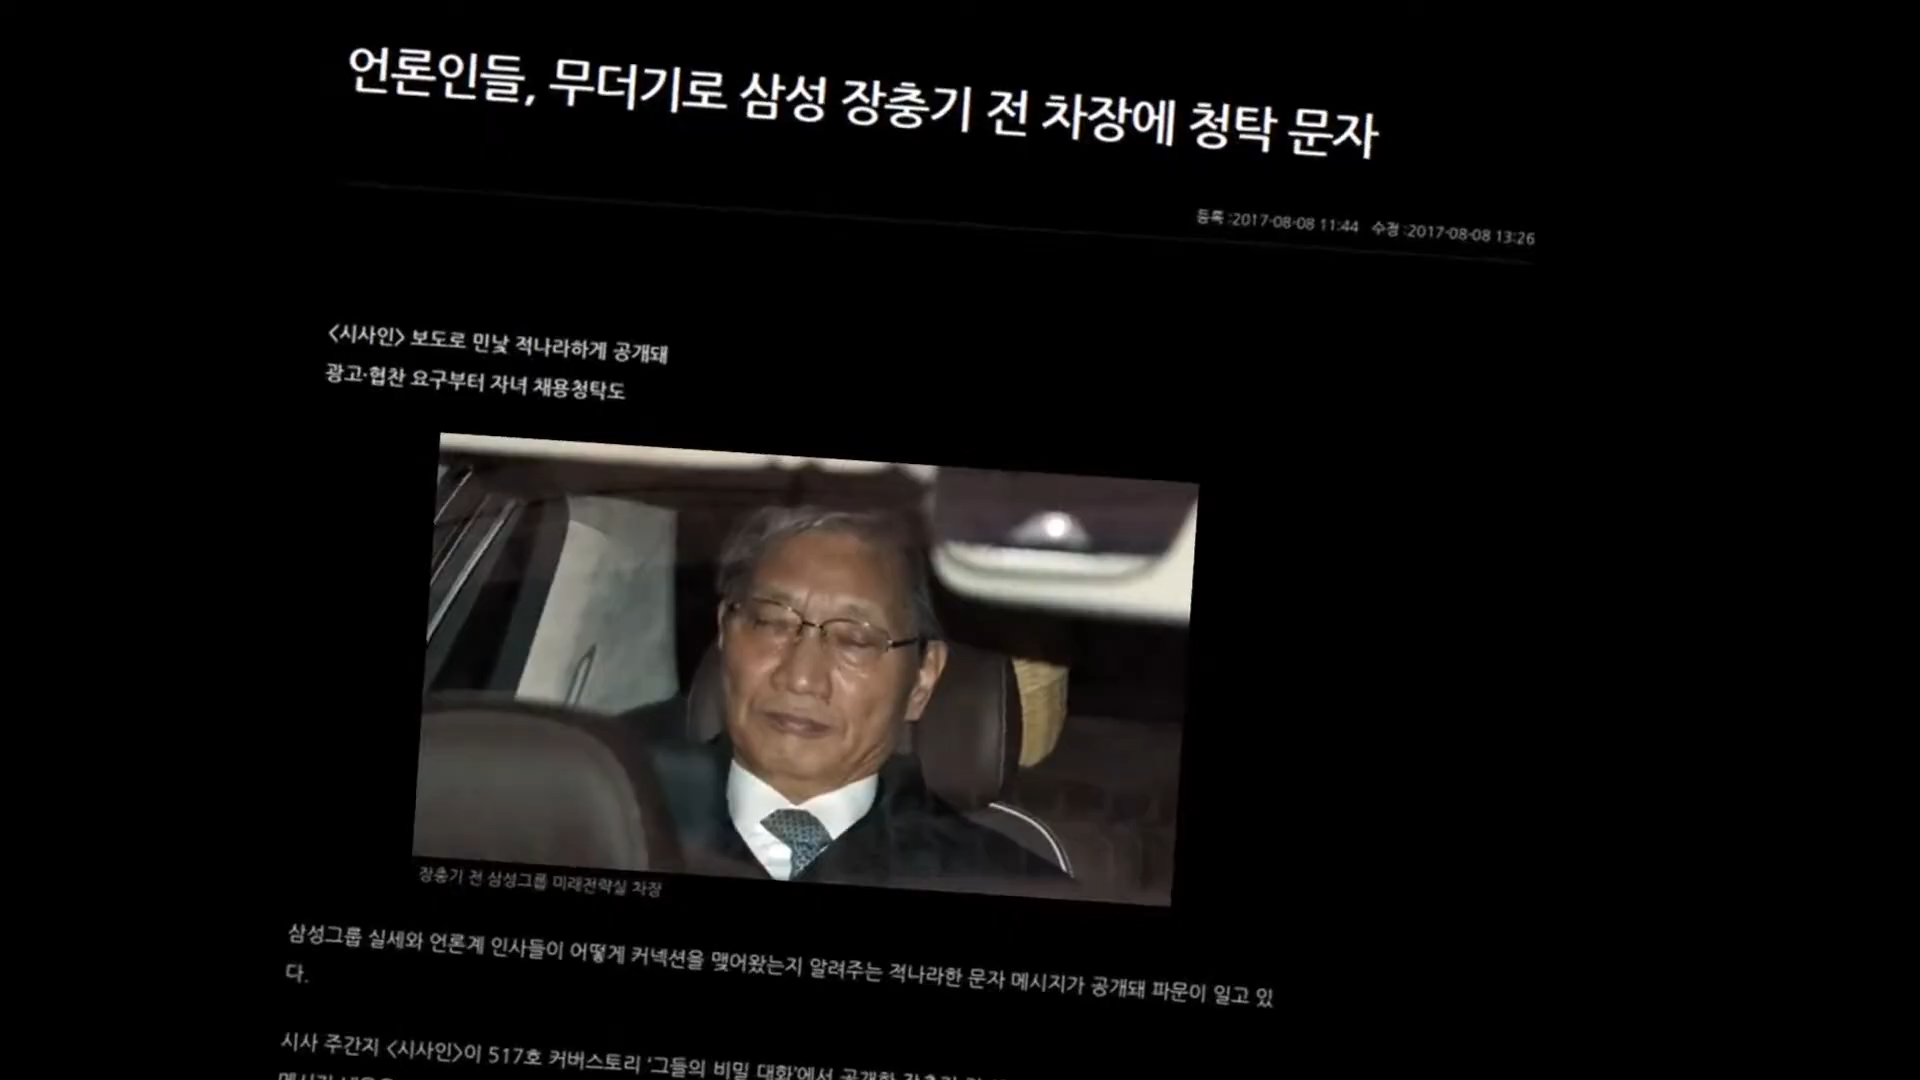 언론인들, 무더기로 삼성 장충기 전 차장에 청탁 문자
등록 :2017-08-08 11:44 수정 :2017-08-08 13:26
<시사인> 보도로 민낯 적나라하게 공개돼
광고·협찬 요구부터 자녀 채용청탁도
장충기 전 삼성그룹 미래전략실 차장
삼성그룹 실세와 언론계 인사들이 어떻게 커넥션을 맺어왔는지 알려주는 적나라한 문자 메시지가 공개돼 파문이 일고 있
다.
시사 주간지 <시사인>이 517호 커버스토리 '그들의 비밀 대화'에서 공개한